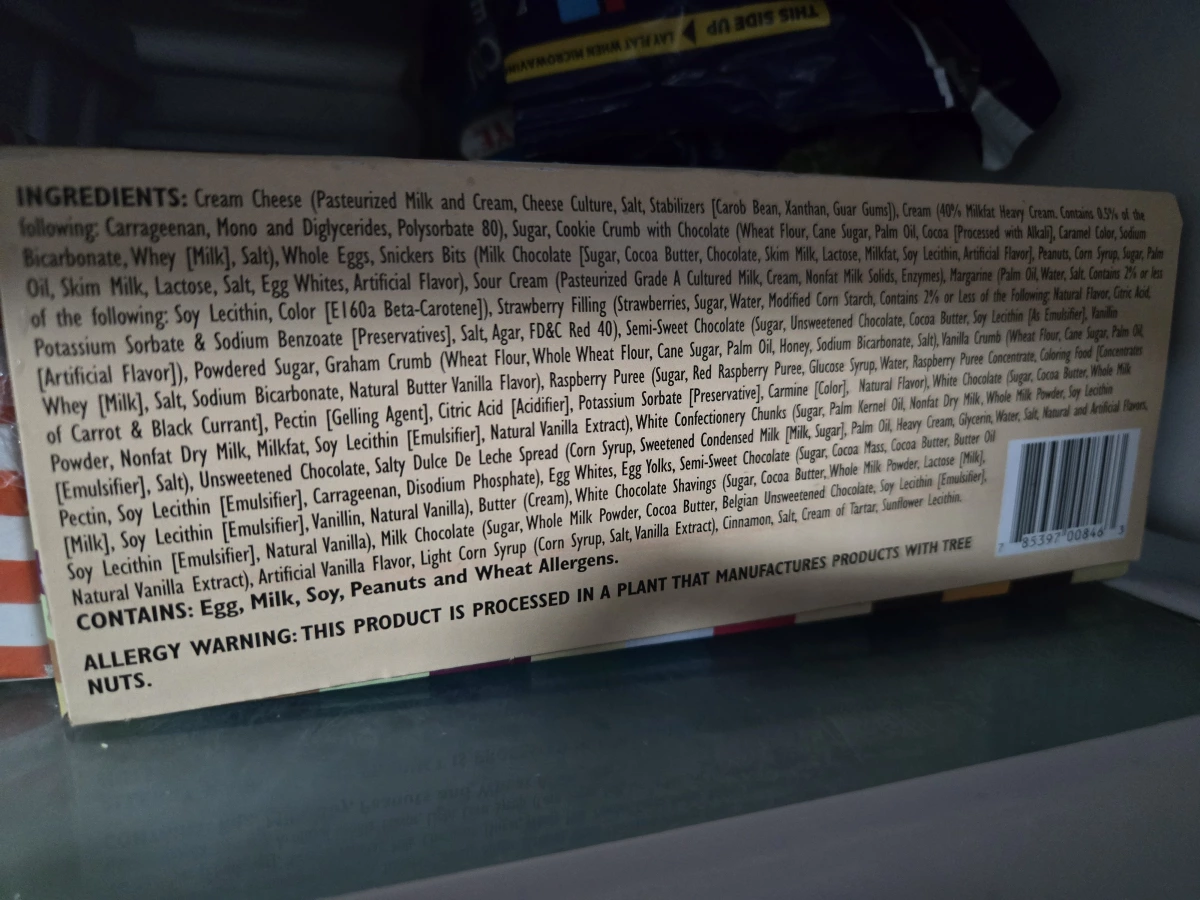 THIS SIDE UP
LAY FLAT WHEN MICROWAVING
INGREDIENTS: Cream Cheese (Pasteurized Milk and Cream, Cheese Culture, Salt, Stabilizers [Carob Bean, Xanthan, Guar Gums]), Cream (40% Milkfat Heavy Cream. Contains 0.5% of the
following: Carrageenan, Mono and Diglycerides, Polysorbate 80), Sugar, Cookie Crumb with Chocolate (Wheat Flour, Cane Sugar, Palm Oil, Cocoa [Processed with Alkali], Caramel Color, Sodium
Bicarbonate, Whey [Milk], Salt), Whole Eggs, Snickers Bits (Milk Chocolate [Sugar, Cocoa Butter, Chocolate, Skim Milk, Lactose, Milkfat, Soy Lecithin, Artificial Flavor], Peanuts, Corn Syrup, Sugar, Palm
Oil, Skim Milk, Lactose, Salt, Egg Whites, Artificial Flavor), Sour Cream (Pasteurized Grade A Cultured Milk, Cream, Nonfat Milk Solids, Enzymes), Margarine (Palm Oil, Water, Salt. Contains 2% or less
of the following: Soy Lecithin, Color [E160a Beta-Carotene]), Strawberry Filling (Strawberries, Sugar, Water, Modified Corn Starch, Contains 2% or Less of the Following: Natural Flavor, Citric Acid,
Potassium Sorbate & Sodium Benzoate [Preservatives], Salt, Agar, FD&C Red 40), Semi-Sweet Chocolate (Sugar, Unsweetened Chocolate, Cocoa Butter, Soy Lecithin [As Emulsifier], Vanillin
[Artificial Flavor]), Powdered Sugar, Graham Crumb (Wheat Flour, Whole Wheat Flour, Cane Sugar, Palm Oil, Honey, Sodium Bicarbonate, Salt), Vanilla Crumb (Wheat Flour, Cane Sugar, Palm Oil,
Whey [Milk], Salt, Sodium Bicarbonate, Natural Butter Vanilla Flavor), Raspberry Puree (Sugar, Red Raspberry Puree, Glucose Syrup, Water, Raspberry Puree Concentrate, Coloring Food [Concentrates
of Carrot & Black Currant], Pectin [Gelling Agent], Citric Acid [Acidifier], Potassium Sorbate [Preservative], Carmine [Color], Natural Flavor), White Chocolate (Sugar, Cocoa Butter, Whole Milk
Powder, Nonfat Dry Milk, Milkfat, Soy Lecithin [Emulsifier], Natural Vanilla Extract), White Confectionery Chunks (Sugar, Palm Kernel Oil, Nonfat Dry Milk, Whole Milk Powder, Soy Lecithin
[Emulsifier], Salt), Unsweetened Chocolate, Salty Dulce De Leche Spread (Corn Syrup, Sweetened Condensed Milk [Milk, Sugar], Palm Oil, Heavy Cream, Glycerin, Water, Salt, Natural and Artificial Flavors,
Pectin, Soy Lecithin [Emulsifier], Carrageenan, Disodium Phosphate), Egg Whites, Egg Yolks, Semi-Sweet Chocolate (Sugar, Cocoa Mass, Cocoa Butter, Butter Oil
[Milk], Soy Lecithin [Emulsifier], Vanillin, Natural Vanilla), Butter (Cream), White Chocolate Shavings (Sugar, Cocoa Butter, Whole Milk Powder, Lactose [Milk],
Soy Lecithin [Emulsifier], Natural Vanilla), Milk Chocolate (Sugar, Whole Milk Powder, Cocoa Butter, Belgian Unsweetened Chocolate, Soy Lecithin [Emulsifier],
Natural Vanilla Extract), Artificial Vanilla Flavor, Light Corn Syrup (Corn Syrup, Salt, Vanilla Extract), Cinnamon, Salt, Cream of Tartar, Sunflower Lecithin.
CONTAINS: Egg, Milk, Soy, Peanuts and Wheat Allergens.
ALLERGY WARNING: THIS PRODUCT IS PROCESSED IN A PLANT THAT MANUFACTURES PRODUCTS WITH TREE
NUTS.
7 85397 00846 3